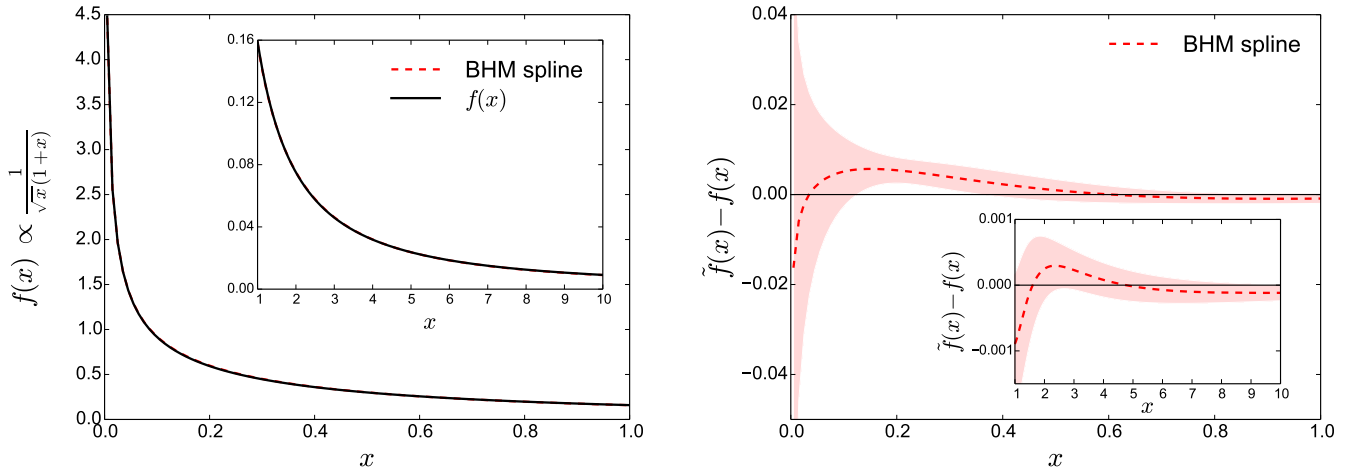 4.5
4.0
3.5
3.0
2.5
2.0
1.5
1.0
0.5
0.0
f(x) ∝ 1/(√x(1+x))
0.0 0.2 0.4 0.6 0.8 1.0
x
0.16
0.12
0.08
0.04
0.00
1 2 3 4 5 6 7 8 9 10
x
BHM spline
f(x)
0.04
0.02
0.00
−0.02
−0.04
f̃(x)−f(x)
0.0 0.2 0.4 0.6 0.8 1.0
x
BHM spline
0.001
0.000
−0.001
f̃(x)−f(x)
1 2 3 4 5 6 7 8 9 10
x